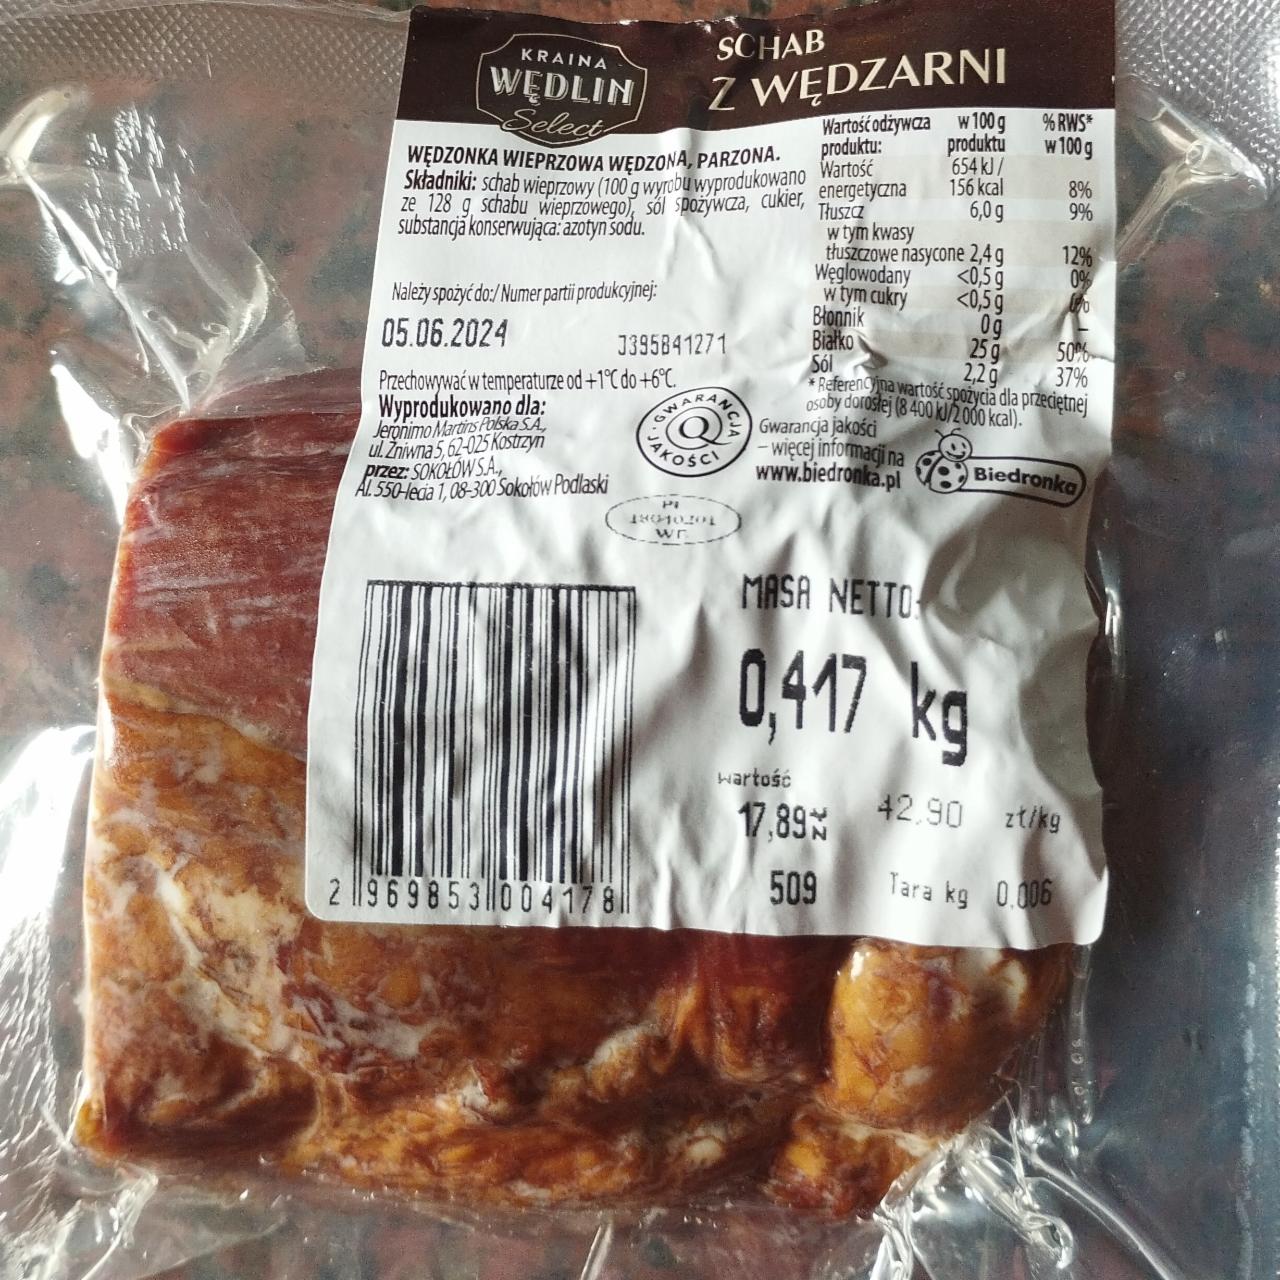 KRAINA
WĘDLIN
Select
SCHAB
Z WĘDZARNI
WĘDZONKA WIEPRZOWA WĘDZONA, PARZONA.
Składniki: schab wieprzowy (100 g wyrobu wyprodukowano
ze 128 g schabu wieprzowego), sól spożywcza, cukier,
substancja konserwująca: azotyn sodu.
Należy spożyć do:/ Numer partii produkcyjnej:
05.06.2024 J395841271
Przechowywać w temperaturze od +1°C do +6°C.
Wyprodukowano dla:
Jeronimo Martins Polska S.A.,
ul. Żniwna 5, 62-025 Kostrzyn
przez: SOKOŁÓW S.A.,
Al. 550-lecia 1, 08-300 Sokołów Podlaski
Wartość odżywcza w 100 g % RWS*
produktu: produktu w 100 g
Wartość 654 kJ /
energetyczna 156 kcal 8%
Tłuszcz 6,0 g 9%
w tym kwasy
tłuszczowe nasycone 2,4 g 12%
Węglowodany <0,5 g 0%
w tym cukry <0,5 g 0%
Błonnik 0 g –
Białko 25 g 50%
Sól 2,2 g 37%
* Referencyjna wartość spożycia dla przeciętnej
osoby dorosłej (8 400 kJ/2 000 kcal).
GWARANCJA
Q
JAKOŚCI
Gwarancja jakości
– więcej informacji na
www.biedronka.pl
Biedronka
PL
WE
MASA NETTO:
0,417 kg
wartość
17,89 zł 42,90 zł/kg
509 Tara kg 0,006
2 969853 004178